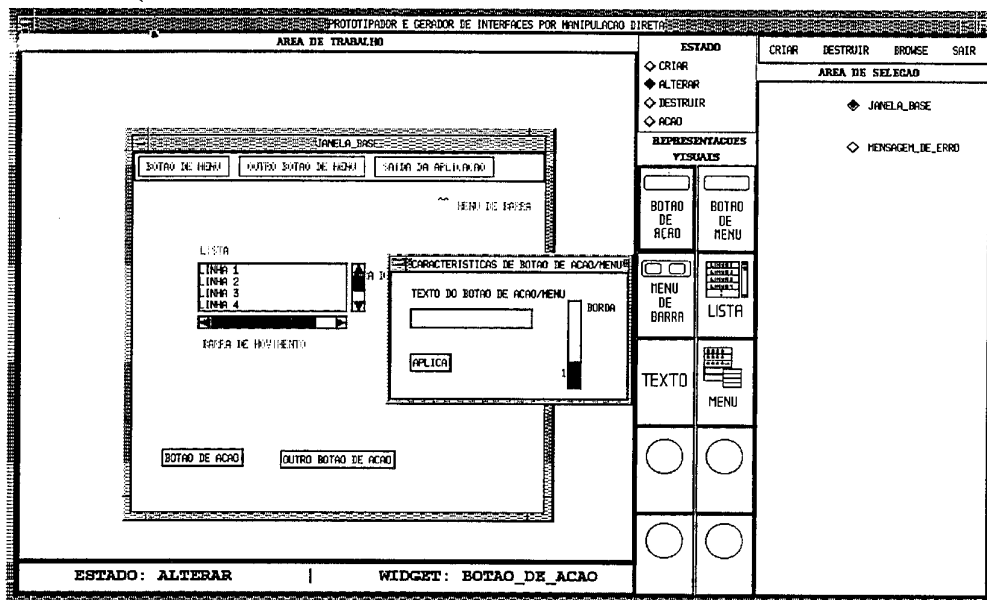 PROTOTIPADOR E GERADOR DE INTERFACES POR MANIPULACAO DIRETA
AREA DE TRABALHO
ESTADO
CRIAR
ALTERAR
DESTRUIR
ACAO
CRIAR DESTRUIR BROWSE SAIR
AREA DE SELECAO
JANELA_BASE
MENSAGEM_DE_ERRO
REPRESENTACOES
VISUAIS
BOTAO
DE
AÇAO
BOTAO
DE
MENU
MENU
DE
BARRA
LISTA
TEXTO
MENU
JANELA_BASE
BOTAO DE MENU
OUTRO BOTAO DE MENU
SAIDA DA APLICACAO
^^ MENU DE BARRA
LISTA
LINHA 1
LINHA 2
LINHA 3
LINHA 4
BARRA DE MOVIMENTO
CARACTERISTICAS DE BOTAO DE ACAO/MENU
TEXTO DO BOTAO DE ACAO/MENU
BORDA
APLICA
1
BOTAO DE ACAO
OUTRO BOTAO DE ACAO
ESTADO: ALTERAR | WIDGET: BOTAO_DE_ACAO